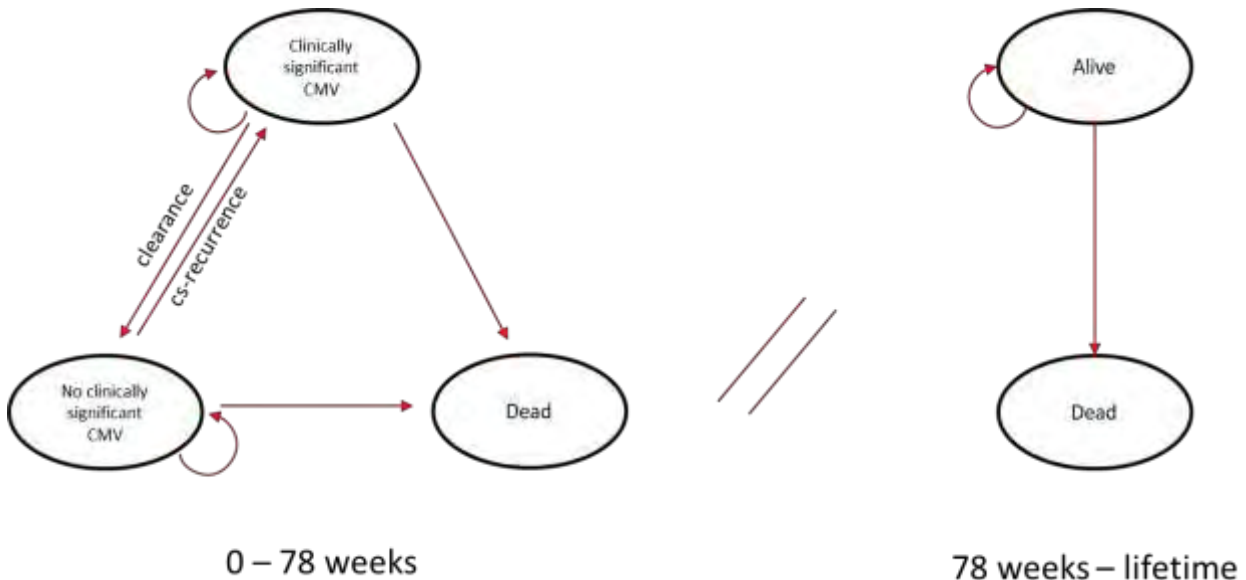 Clinically
significant
CMV
clearance
cs-recurrence
No clinically
significant
CMV
Dead
0 – 78 weeks
Alive
Dead
78 weeks – lifetime